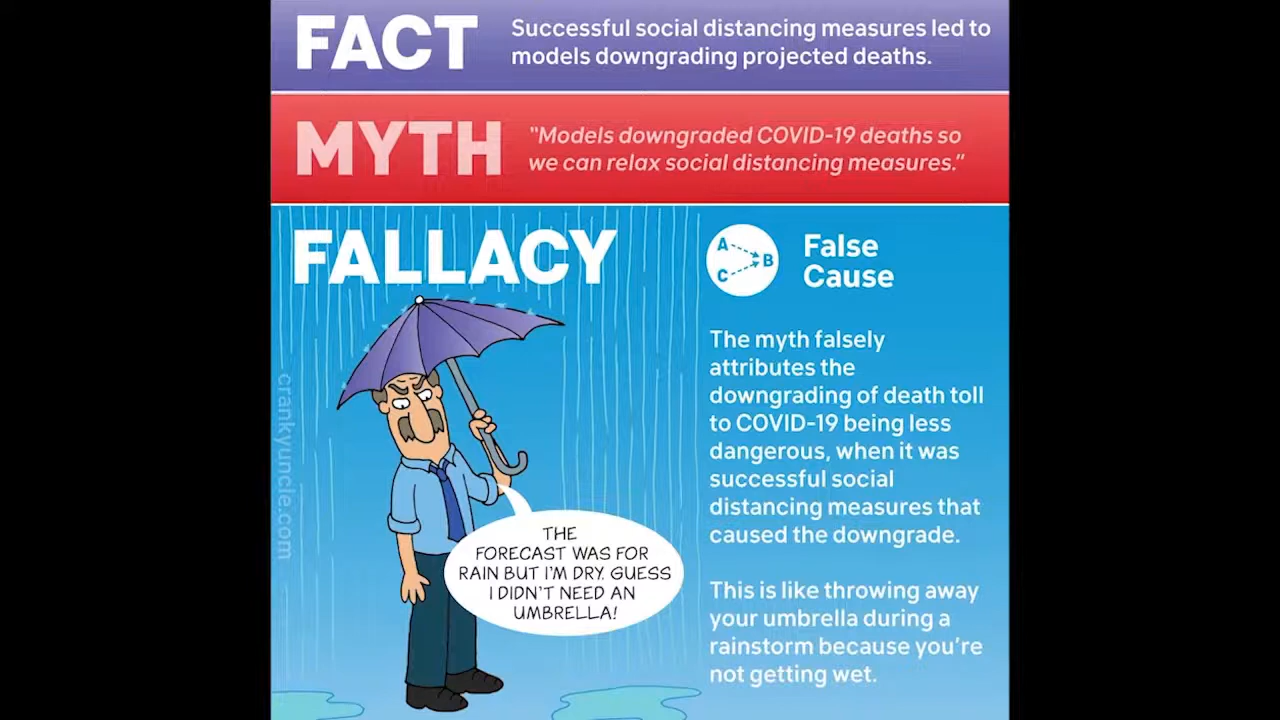 FACT
Successful social distancing measures led to
models downgrading projected deaths.
MYTH
"Models downgraded COVID-19 deaths so
we can relax social distancing measures."
FALLACY
A
B
C
False
Cause
The myth falsely
attributes the
downgrading of death toll
to COVID-19 being less
dangerous, when it was
successful social
distancing measures that
caused the downgrade.
This is like throwing away
your umbrella during a
rainstorm because you're
not getting wet.
THE
FORECAST WAS FOR
RAIN BUT I'M DRY. GUESS
I DIDN'T NEED AN
UMBRELLA!
crankyuncle.com